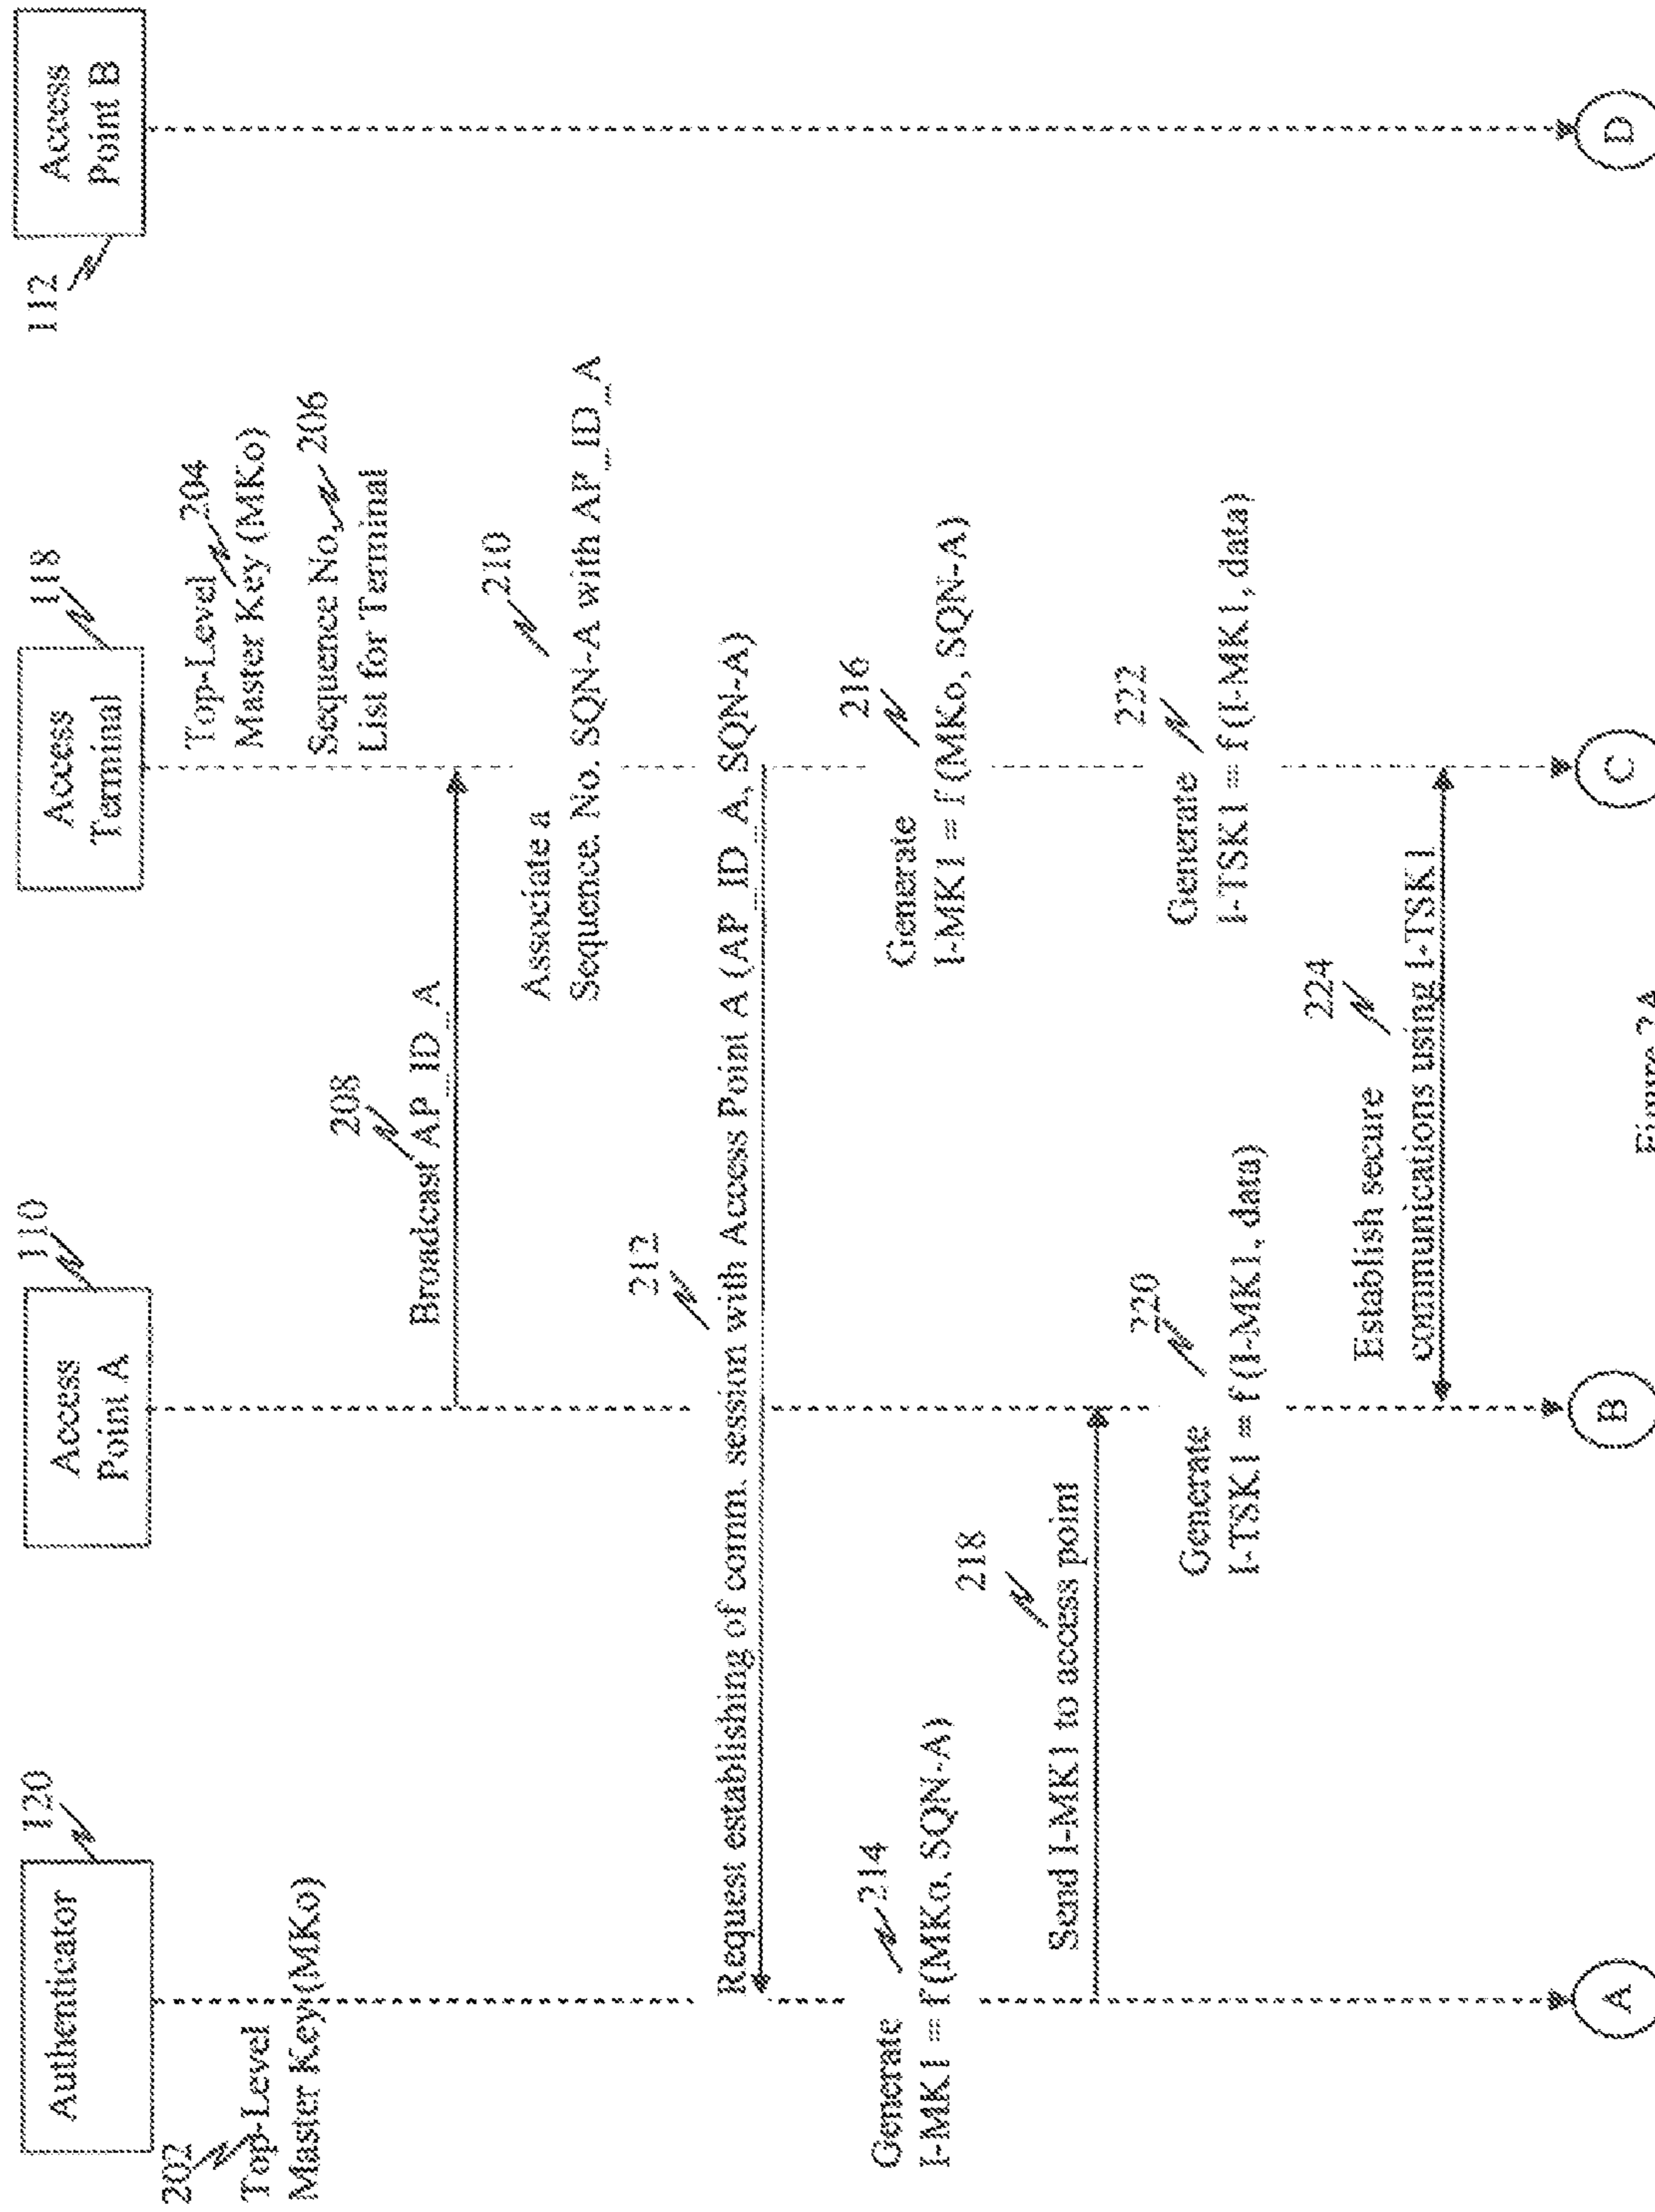 Authenticator
120
Access
Point A
110
Access
Terminal
118
Access
Point B
112
202
Top-Level
Master Key(MKo)
Top-Level
204
Master Key (MKo)
Sequence No.
206
List for Terminal
208
Broadcast AP_ID_A
210
Associate a
Sequence. No. SQN-A with AP_ID_A
212
Request establishing of comm. session with Access Point A (AP_ID_A, SQN-A)
214
Generate
I-MK1 = f (MKo, SQN-A)
216
Generate
I-MK1 = f (MKo, SQN-A)
218
Send I-MK1 to access point
220
Generate
I-TSK1 = f (I-MK1, data)
222
Generate
I-TSK1 = f (I-MK1, data)
224
Establish secure
communications using I-TSK1
A
B
C
D
Figure 2A